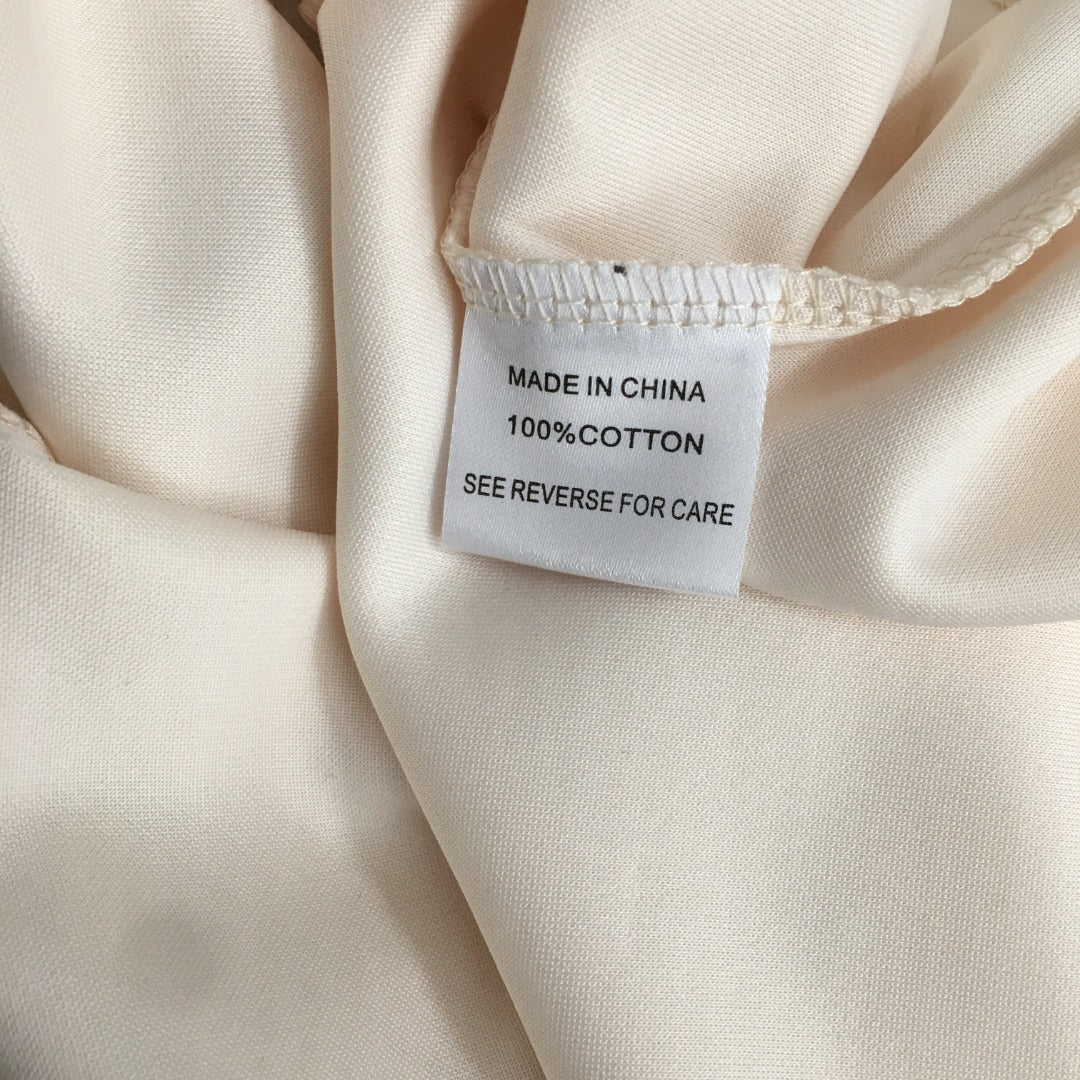 MADE IN CHINA
100%COTTON
SEE REVERSE FOR CARE